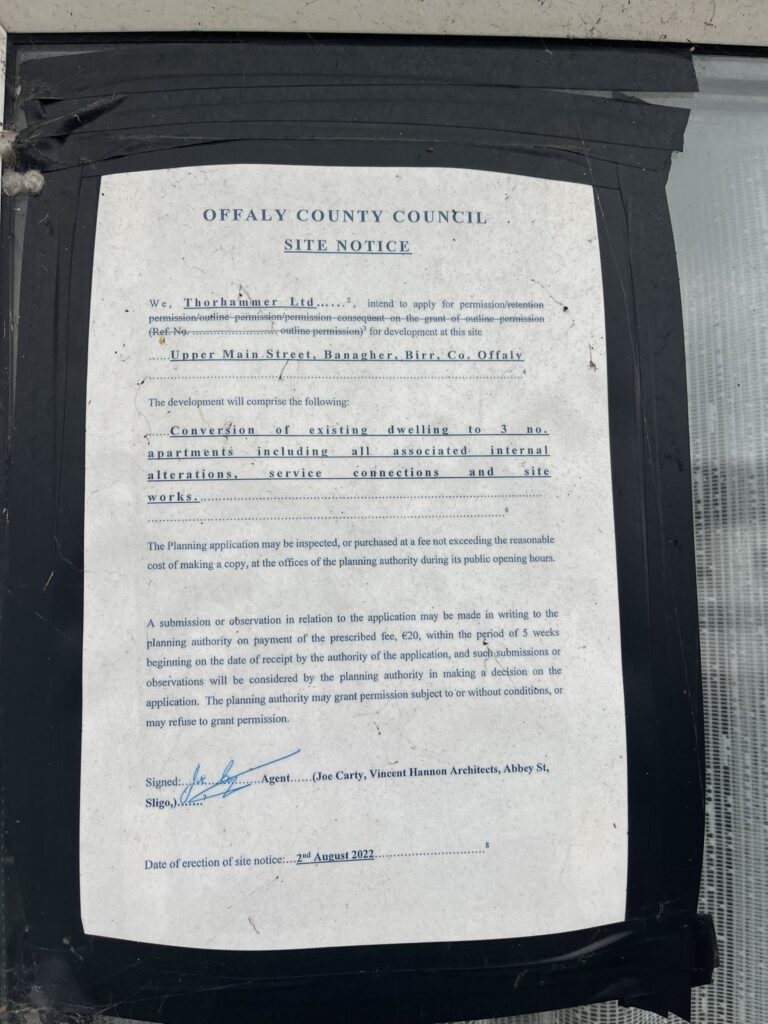 OFFALY COUNTY COUNCIL
SITE NOTICE
We, Thorhammer Ltd......², intend to apply for permission/retention
permission/outline permission/permission consequent on the grant of outline permission
(Ref. No. ............................ outline permission)³ for development at this site
.....Upper Main Street, Banagher, Birr, Co. Offaly
....................................................................................................⁴
The development will comprise the following:
.....Conversion of existing dwelling to 3 no.
apartments including all associated internal
alterations, service connections and site
works.....................................................................................
....................................................................................................⁶
The Planning application may be inspected, or purchased at a fee not exceeding the reasonable
cost of making a copy, at the offices of the planning authority during its public opening hours.
A submission or observation in relation to the application may be made in writing to the
planning authority on payment of the prescribed fee, €20, within the period of 5 weeks
beginning on the date of receipt by the authority of the application, and such submissions or
observations will be considered by the planning authority in making a decision on the
application. The planning authority may grant permission subject to or without conditions, or
may refuse to grant permission.
Signed:...Joe Carty......Agent......(Joe Carty, Vincent Hannon Architects, Abbey St,
Sligo,).......
Date of erection of site notice:...2nd August 2022..............................⁸